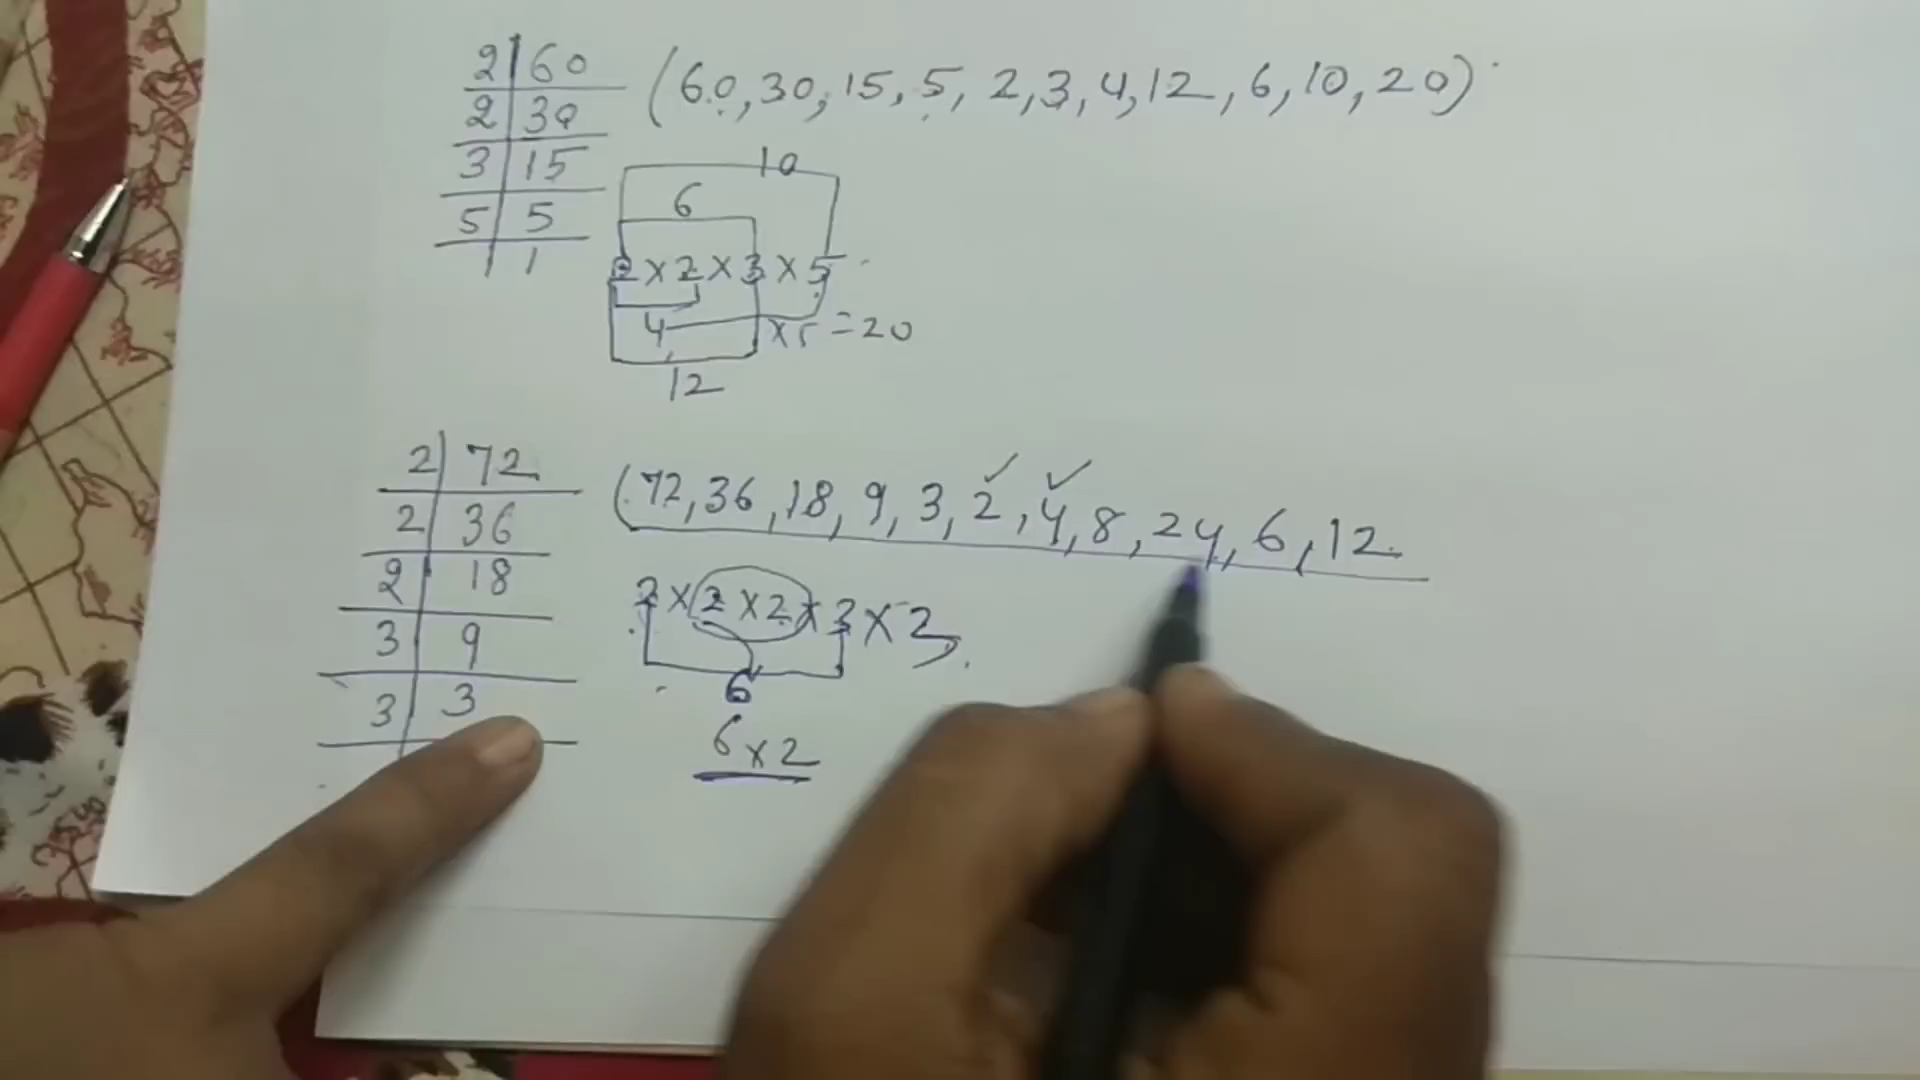 2 | 60 (60, 30, 15, 5, 2, 3, 4, 12, 6, 10, 20)
2 | 30
3 | 15
5 | 5
1
10
6
2 x 2 x 3 x 5
4 x 5 = 20
12
2 | 72 (72, 36, 18, 9, 3, 2, 4, 8, 24, 6, 12
2 | 36
2 | 18
3 | 9
3 | 3
2 x 2 x 2 x 3 x 3
6
6 x 2